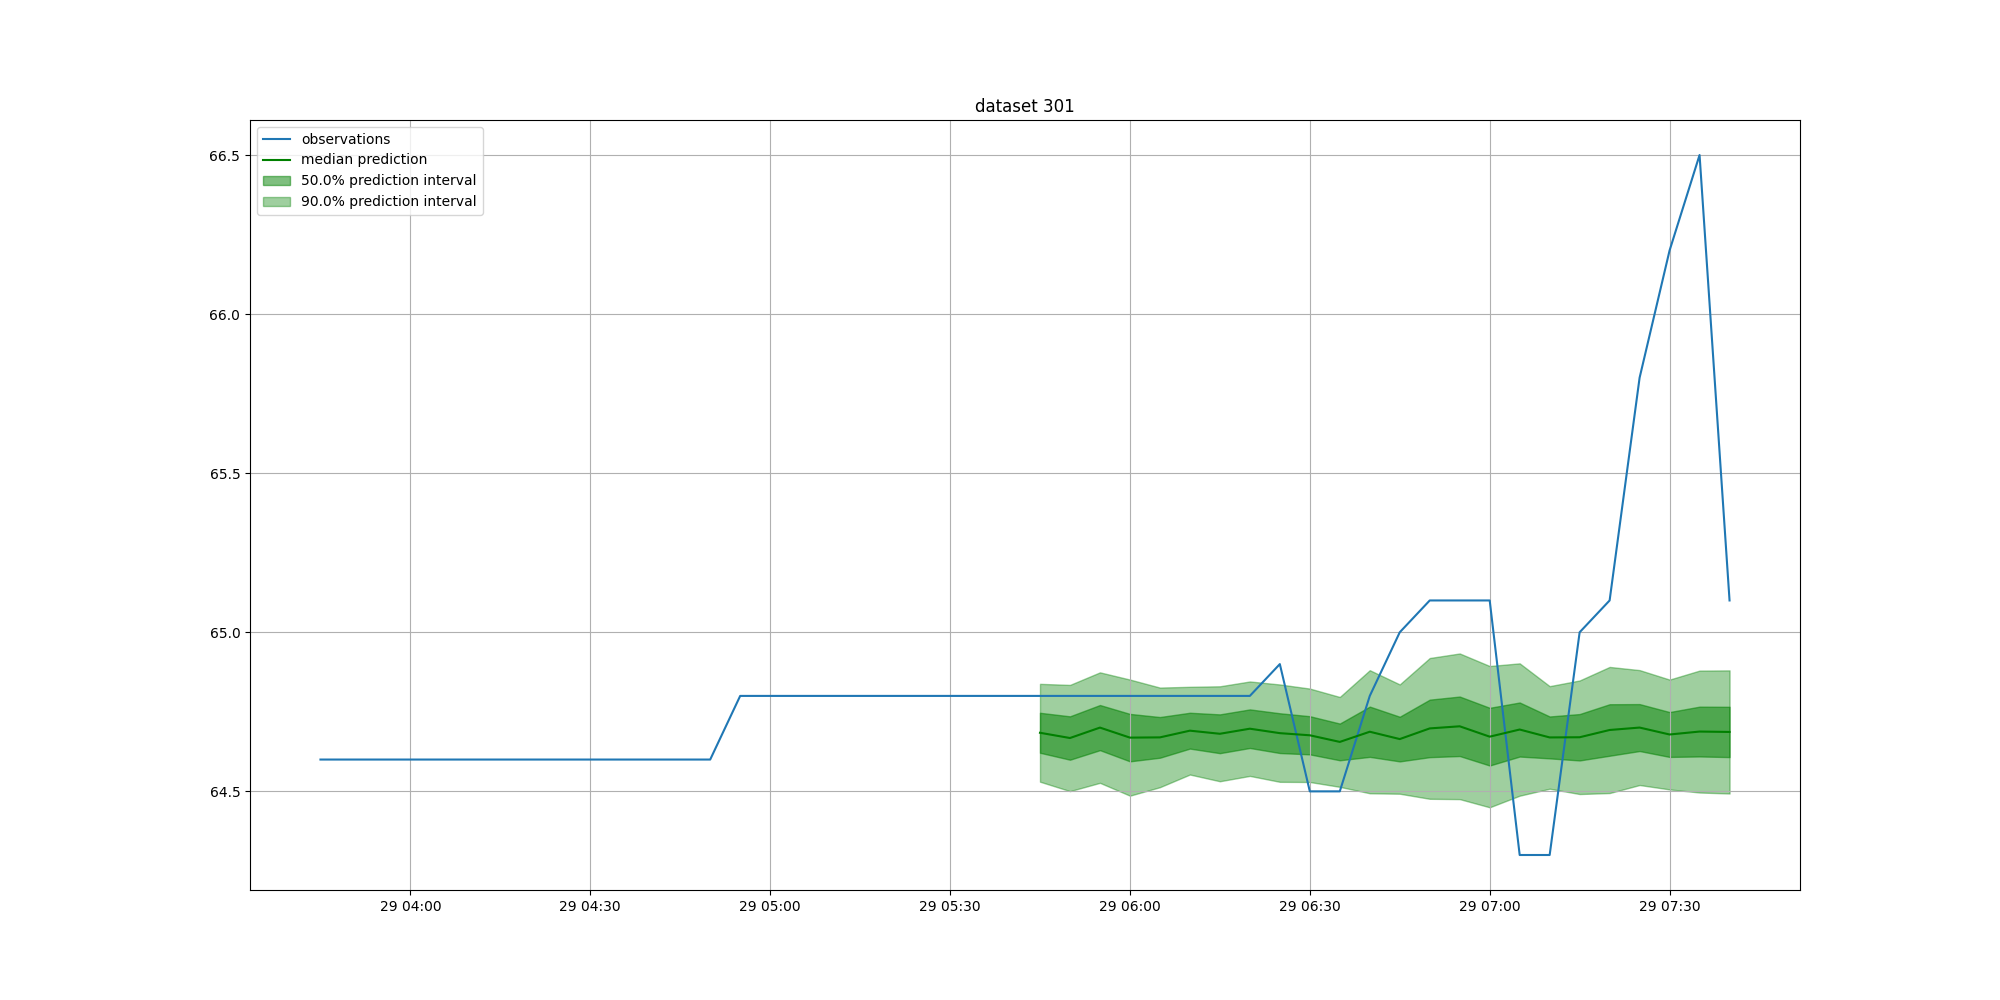 dataset 301
observations
median prediction
50.0% prediction interval
90.0% prediction interval
66.5
66.0
65.5
65.0
64.5
29 04:00 29 04:30 29 05:00 29 05:30 29 06:00 29 06:30 29 07:00 29 07:30